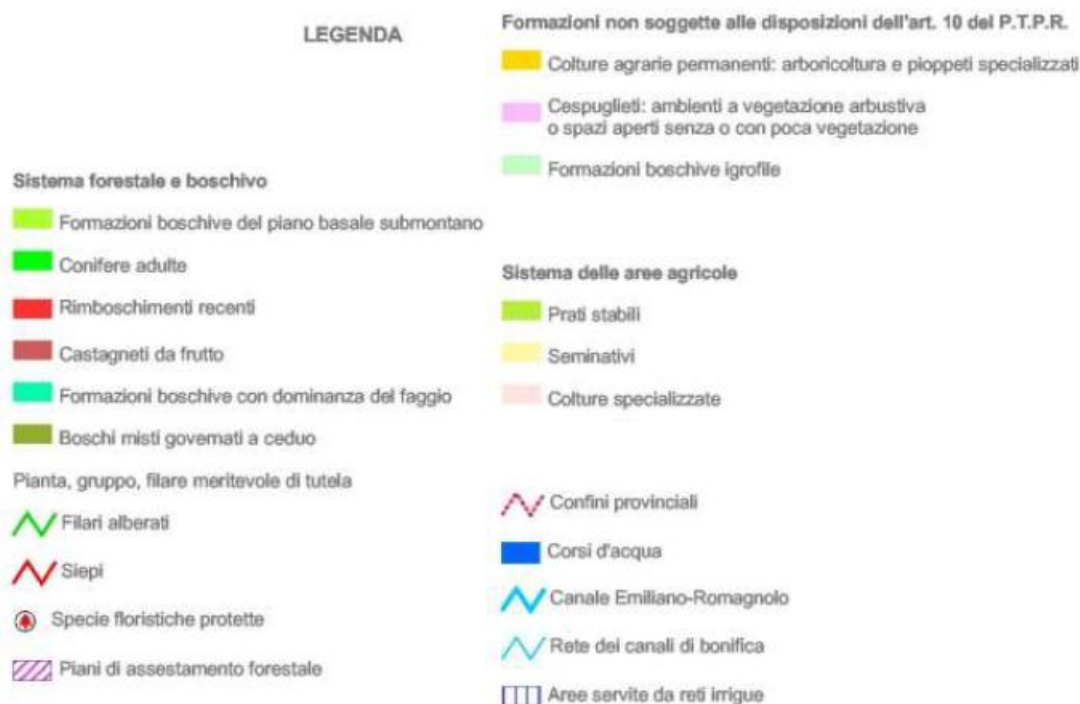 LEGENDA
Sistema forestale e boschivo
Formazioni boschive del piano basale submontano
Conifere adulte
Rimboschimenti recenti
Castagneti da frutto
Formazioni boschive con dominanza del faggio
Boschi misti governati a ceduo
Pianta, gruppo, filare meritevole di tutela
Filari alberati
Siepi
Specie floristiche protette
Piani di assestamento forestale
Formazioni non soggette alle disposizioni dell'art. 10 del P.T.P.R.
Colture agrarie permanenti: arboricoltura e pioppeti specializzati
Cespuglieti: ambienti a vegetazione arbustiva
o spazi aperti senza o con poca vegetazione
Formazioni boschive igrofile
Sistema delle aree agricole
Prati stabili
Seminativi
Colture specializzate
Confini provinciali
Corsi d'acqua
Canale Emiliano-Romagnolo
Rete dei canali di bonifica
Aree servite da reti irrigue